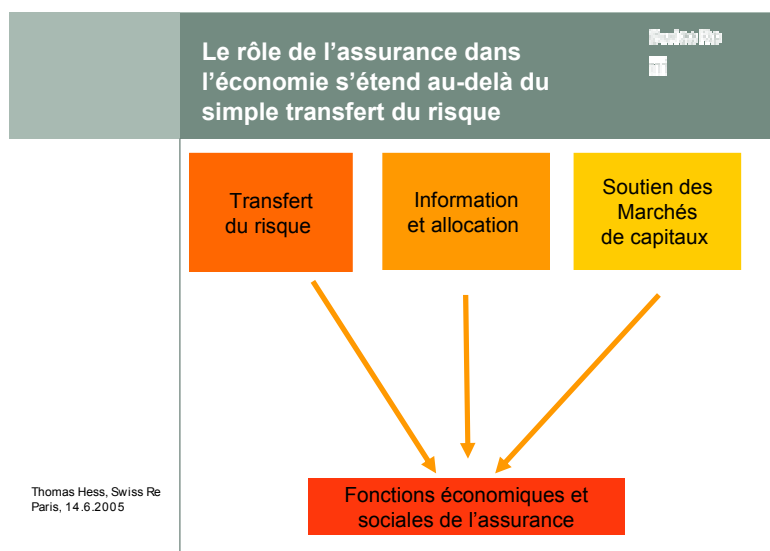 Le rôle de l’assurance dans
l’économie s’étend au-delà du
simple transfert du risque
Swiss Re
Transfert
du risque
Information
et allocation
Soutien des
Marchés
de capitaux
Fonctions économiques et
sociales de l’assurance
Thomas Hess, Swiss Re
Paris, 14.6.2005